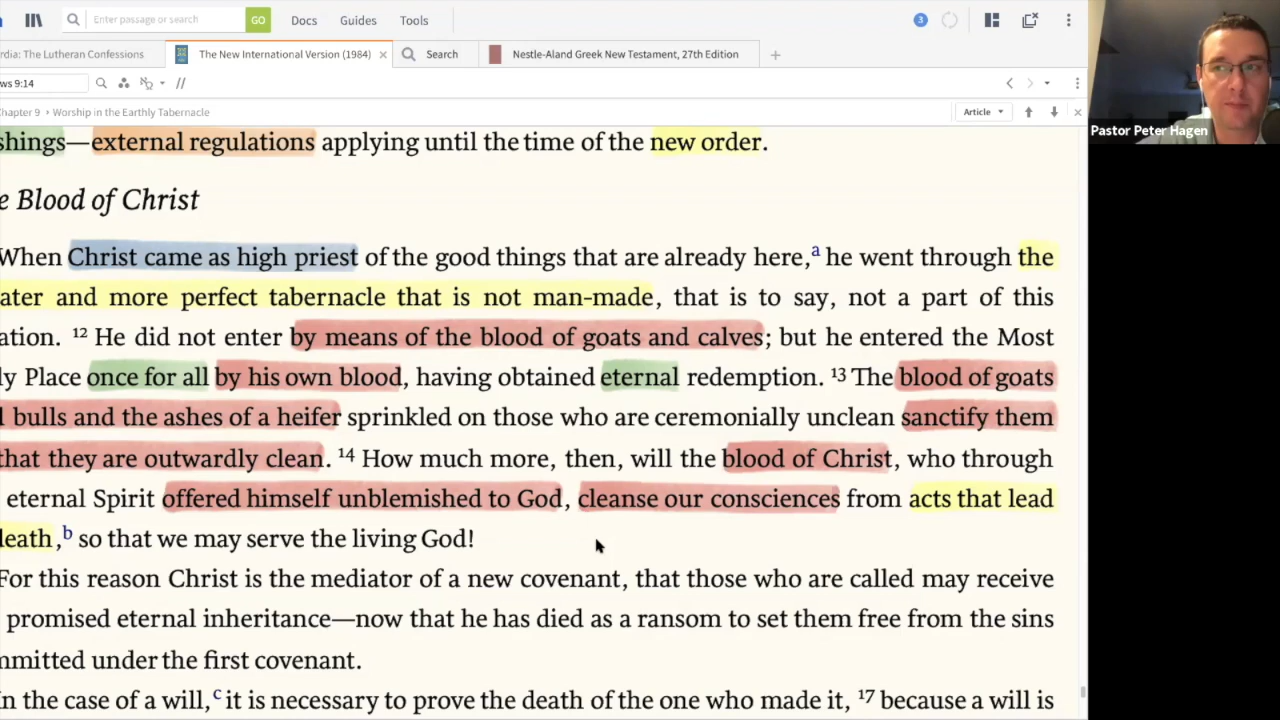 Enter passage or search GO Docs Guides Tools 3
rdia: The Lutheran Confessions The New International Version (1984) × Search Nestle-Aland Greek New Testament, 27th Edition +
ws 9:14 //
Chapter 9 › Worship in the Earthly Tabernacle Article
Pastor Peter Hagen
shings—external regulations applying until the time of the new order.
e Blood of Christ
When Christ came as high priest of the good things that are already here,a he went through the
ater and more perfect tabernacle that is not man-made, that is to say, not a part of this
ation. 12 He did not enter by means of the blood of goats and calves; but he entered the Most
ly Place once for all by his own blood, having obtained eternal redemption. 13 The blood of goats
l bulls and the ashes of a heifer sprinkled on those who are ceremonially unclean sanctify them
that they are outwardly clean. 14 How much more, then, will the blood of Christ, who through
eternal Spirit offered himself unblemished to God, cleanse our consciences from acts that lead
death,b so that we may serve the living God!
For this reason Christ is the mediator of a new covenant, that those who are called may receive
promised eternal inheritance—now that he has died as a ransom to set them free from the sins
mmitted under the first covenant.
In the case of a will,c it is necessary to prove the death of the one who made it, 17 because a will is